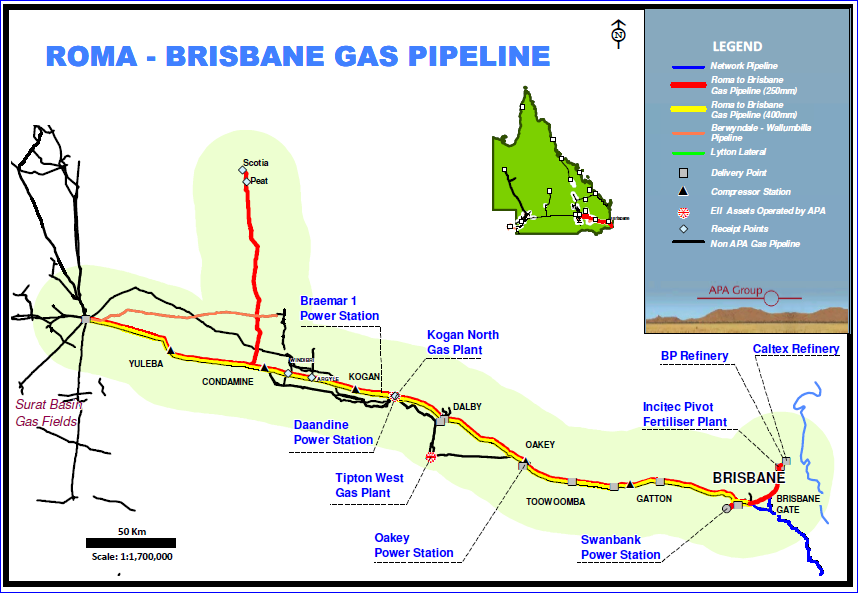 ROMA - BRISBANE GAS PIPELINE
N
LEGEND
Network Pipeline
Roma to Brisbane
Gas Pipeline (250mm)
Roma to Brisbane
Gas Pipeline (400mm)
Berwyndale - Wallumbilla
Pipeline
Lytton Lateral
Delivery Point
Compressor Station
EII Assets Operated by APA
Receipt Points
Non APA Gas Pipeline
APA Group
Scotia
Peat
Braemar 1
Power Station
Kogan North
Gas Plant
BP Refinery
Caltex Refinery
YULEBA
CONDAMINE
WINDIBRI
ARGYLE
KOGAN
DALBY
Incitec Pivot
Fertiliser Plant
Surat Basin
Gas Fields
Daandine
Power Station
OAKEY
Tipton West
Gas Plant
BRISBANE
TOOWOOMBA
GATTON
BRISBANE
GATE
50 Km
Scale: 1:1,700,000
Oakey
Power Station
Swanbank
Power Station